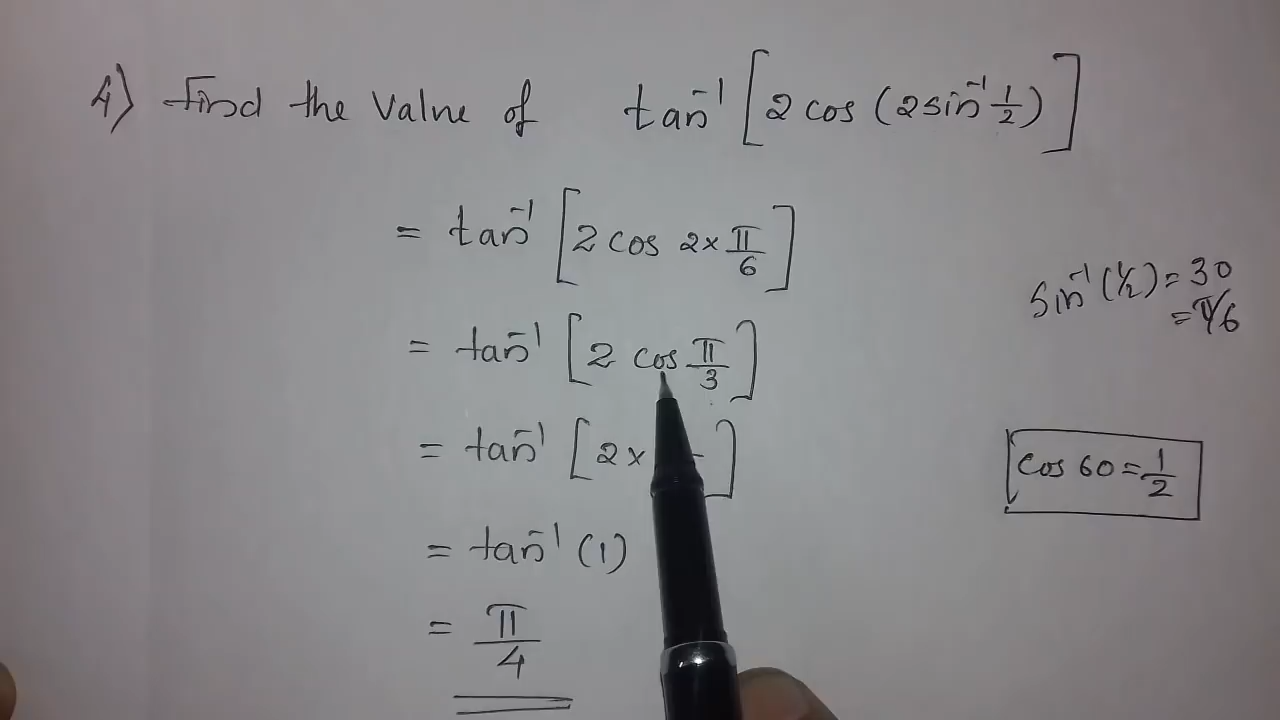 4) Find the value of tan⁻¹ [2 cos (2 sin⁻¹ 1/2)]
= tan⁻¹ [2 cos 2 × π/6]
sin⁻¹ (1/2) = 30
= π/6
= tan⁻¹ [2 cos π/3]
= tan⁻¹ [2 × ]
cos 60 = 1/2
= tan⁻¹ (1)
= π/4